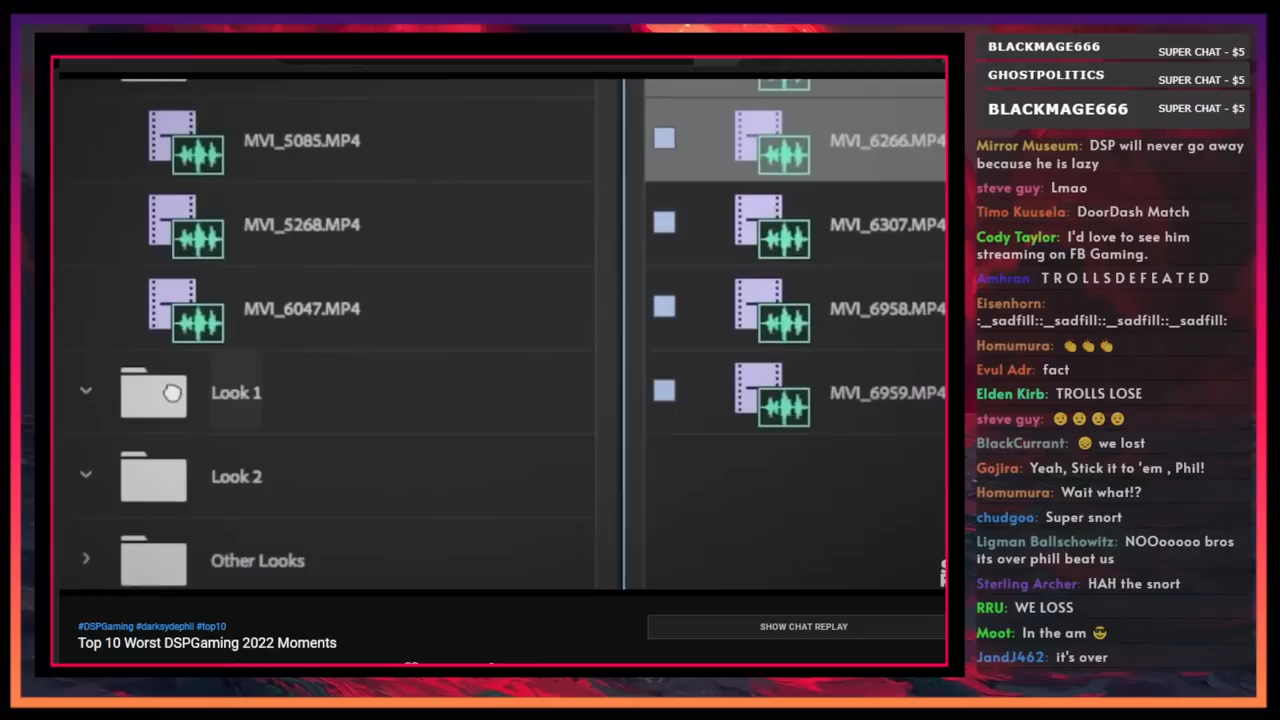 MVI_5085.MP4
MVI_5268.MP4
MVI_6047.MP4
Look 1
Look 2
Other Looks
MVI_6266.MP4
MVI_6307.MP4
MVI_6958.MP4
MVI_6959.MP4
#DSPGaming #darksydephil #top10
Top 10 Worst DSPGaming 2022 Moments
SHOW CHAT REPLAY
BLACKMAGE666 SUPER CHAT - $5
GHOSTPOLITICS SUPER CHAT - $5
BLACKMAGE666 SUPER CHAT - $5
Mirror Museum: DSP will never go away
because he is lazy
steve guy: Lmao
Timo Kuusela: DoorDash Match
Cody Taylor: I'd love to see him
streaming on FB Gaming.
Amhran: T R O L L S D E F E A T E D
Eisenhorn:
:__sadfill::__sadfill::__sadfill::__sadfill:
Homumura: 👏 👏 👏
Evul Adr: fact
Elden Kirb: TROLLS LOSE
steve guy: 😟 😟 😟 😟
BlackCurrant: 😔 we lost
Gojira: Yeah, Stick it to 'em , Phil!
Homumura: Wait what!?
chudgoo: Super snort
Ligman Ballschowitz: NOOooooo bros
its over phill beat us
Sterling Archer: HAH the snort
RRU: WE LOSS
Moot: In the am 😎
JandJ462: it's over